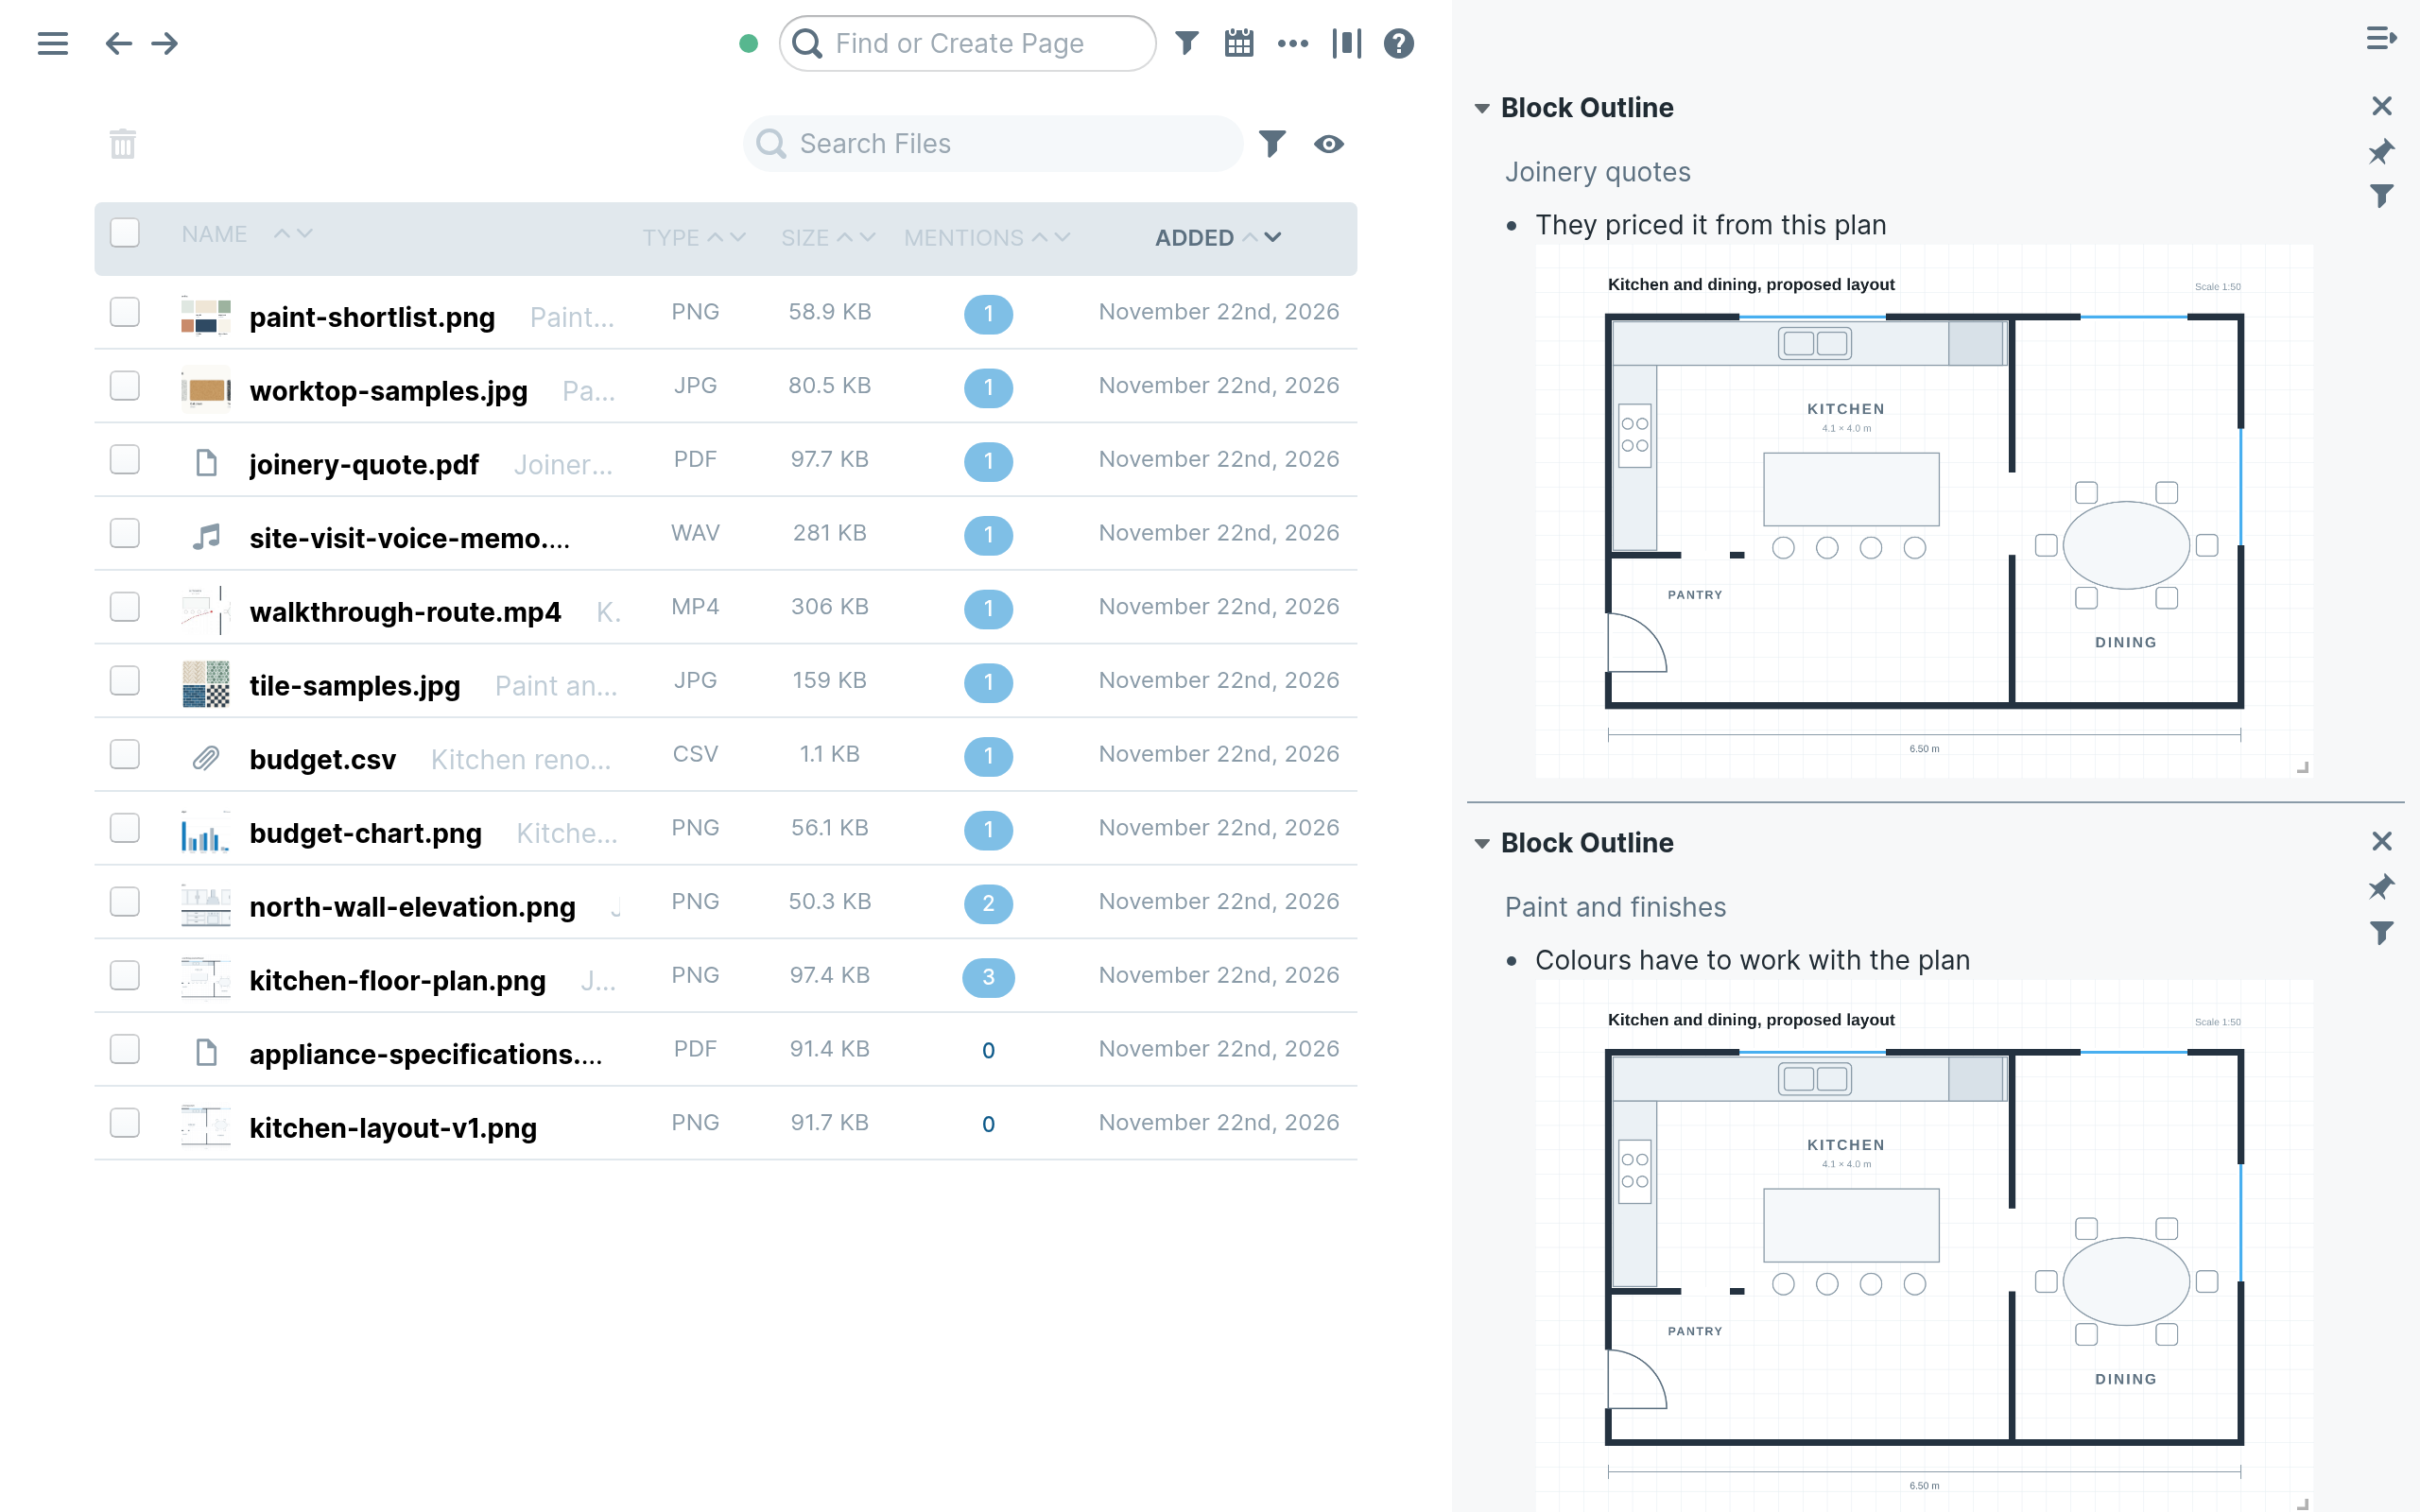 Find or Create Page
Search Files
NAME TYPE SIZE MENTIONS ADDED
paint-shortlist.png Paint... PNG 58.9 KB 1 November 22nd, 2026
worktop-samples.jpg Pa... JPG 80.5 KB 1 November 22nd, 2026
joinery-quote.pdf Joiner... PDF 97.7 KB 1 November 22nd, 2026
site-visit-voice-memo.... WAV 281 KB 1 November 22nd, 2026
walkthrough-route.mp4 K. MP4 306 KB 1 November 22nd, 2026
tile-samples.jpg Paint an... JPG 159 KB 1 November 22nd, 2026
budget.csv Kitchen reno... CSV 1.1 KB 1 November 22nd, 2026
budget-chart.png Kitche... PNG 56.1 KB 1 November 22nd, 2026
north-wall-elevation.png PNG 50.3 KB 2 November 22nd, 2026
kitchen-floor-plan.png J... PNG 97.4 KB 3 November 22nd, 2026
appliance-specifications.... PDF 91.4 KB 0 November 22nd, 2026
kitchen-layout-v1.png PNG 91.7 KB 0 November 22nd, 2026
Block Outline
Joinery quotes
They priced it from this plan
Kitchen and dining, proposed layout
Scale 1:50
KITCHEN
4.1 × 4.0 m
PANTRY
DINING
6.50 m
Block Outline
Paint and finishes
Colours have to work with the plan
Kitchen and dining, proposed layout
Scale 1:50
KITCHEN
4.1 × 4.0 m
PANTRY
DINING
6.50 m